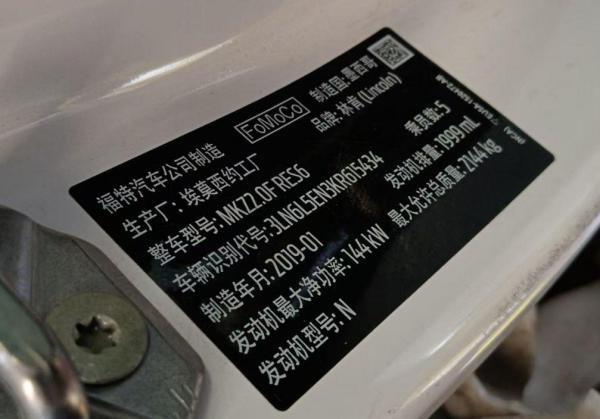 福特汽车公司制造 FoMoCo 制造国:墨西哥
生产厂:埃莫西约工厂 品牌:林肯(Lincoln)
整车型号:MKZ2.0F RES6 乘员数:5
车辆识别代号:3LN6L5EN3KR615434 发动机排量:1999ml
制造年月:2019-01 最大允许总质量:2144kg
发动机最大净功率:144KW
发动机型号:N